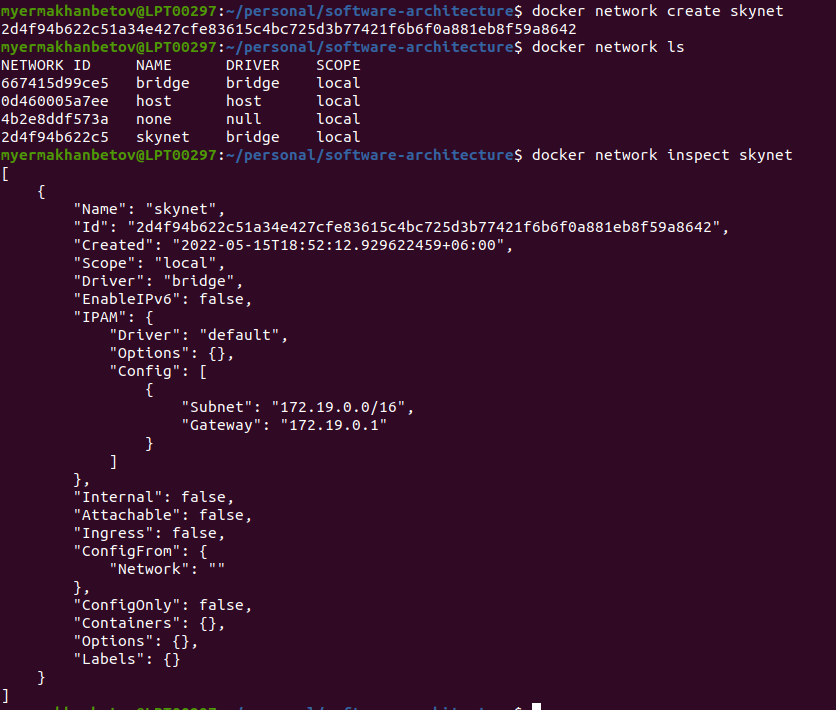 myermakhanbetov@LPT00297:~/personal/software-architecture$ docker network create skynet
2d4f94b622c51a34e427cfe83615c4bc725d3b77421f6b6f0a881eb8f59a8642
myermakhanbetov@LPT00297:~/personal/software-architecture$ docker network ls
NETWORK ID     NAME      DRIVER    SCOPE
667415d99ce5   bridge    bridge    local
0d460005a7ee   host      host      local
4b2e8ddf573a   none      null      local
2d4f94b622c5   skynet    bridge    local
myermakhanbetov@LPT00297:~/personal/software-architecture$ docker network inspect skynet
[
    {
        "Name": "skynet",
        "Id": "2d4f94b622c51a34e427cfe83615c4bc725d3b77421f6b6f0a881eb8f59a8642",
        "Created": "2022-05-15T18:52:12.929622459+06:00",
        "Scope": "local",
        "Driver": "bridge",
        "EnableIPv6": false,
        "IPAM": {
            "Driver": "default",
            "Options": {},
            "Config": [
                {
                    "Subnet": "172.19.0.0/16",
                    "Gateway": "172.19.0.1"
                }
            ]
        },
        "Internal": false,
        "Attachable": false,
        "Ingress": false,
        "ConfigFrom": {
            "Network": ""
        },
        "ConfigOnly": false,
        "Containers": {},
        "Options": {},
        "Labels": {}
    }
]
myermakhanbetov@LPT00297:~/personal/software-architecture$